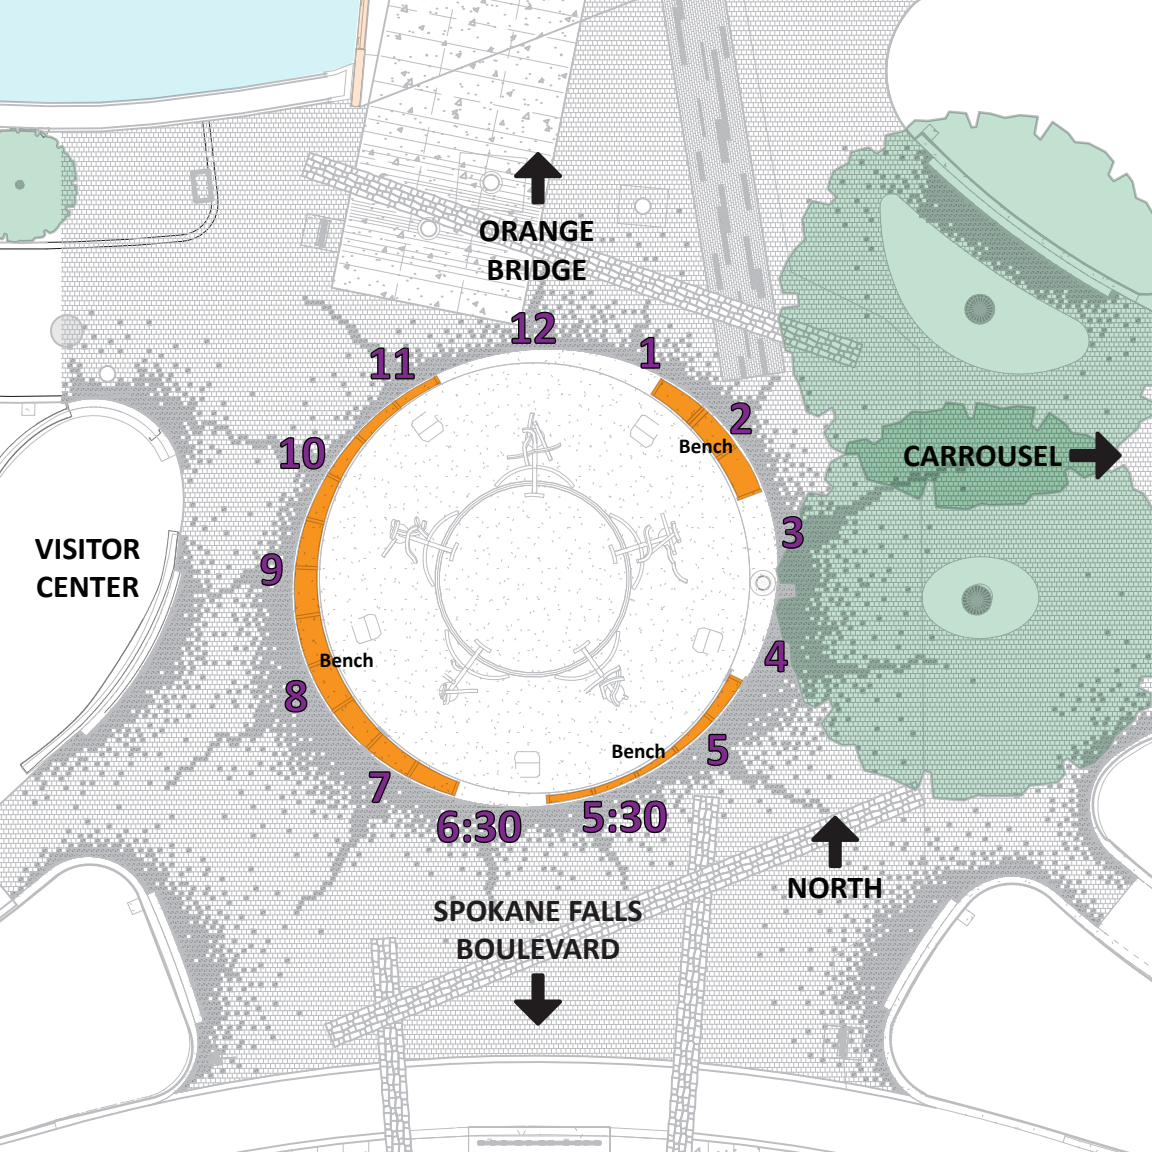 ORANGE
BRIDGE
12
11
1
2
Bench
10
CARROUSEL
3
VISITOR
CENTER
9
4
Bench
8
5
Bench
7
5:30
6:30
NORTH
SPOKANE FALLS
BOULEVARD